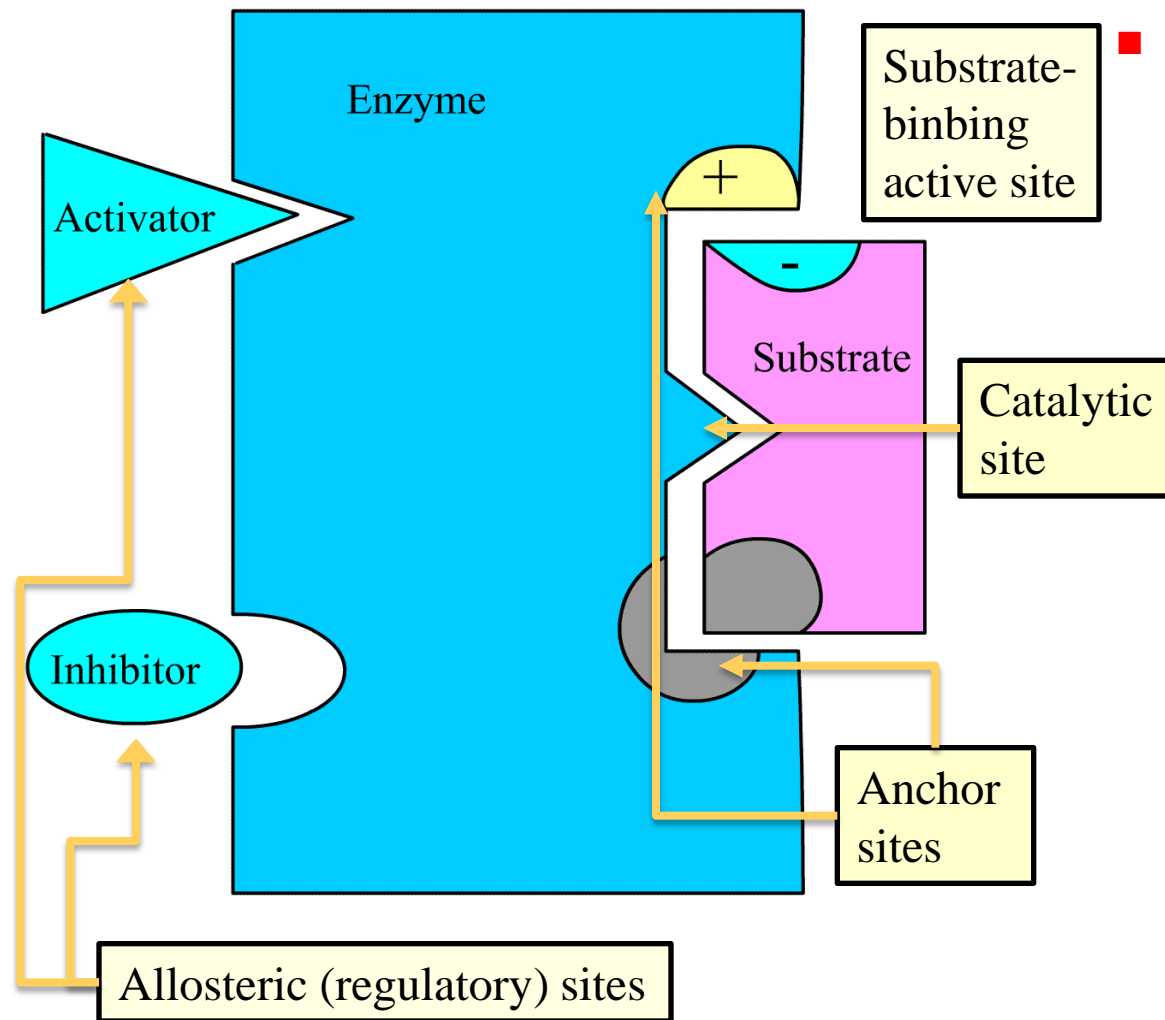 Enzyme
Substrate-
binbing
active site
+
Activator
-
Substrate
Catalytic
site
Inhibitor
Anchor
sites
Allosteric (regulatory) sites